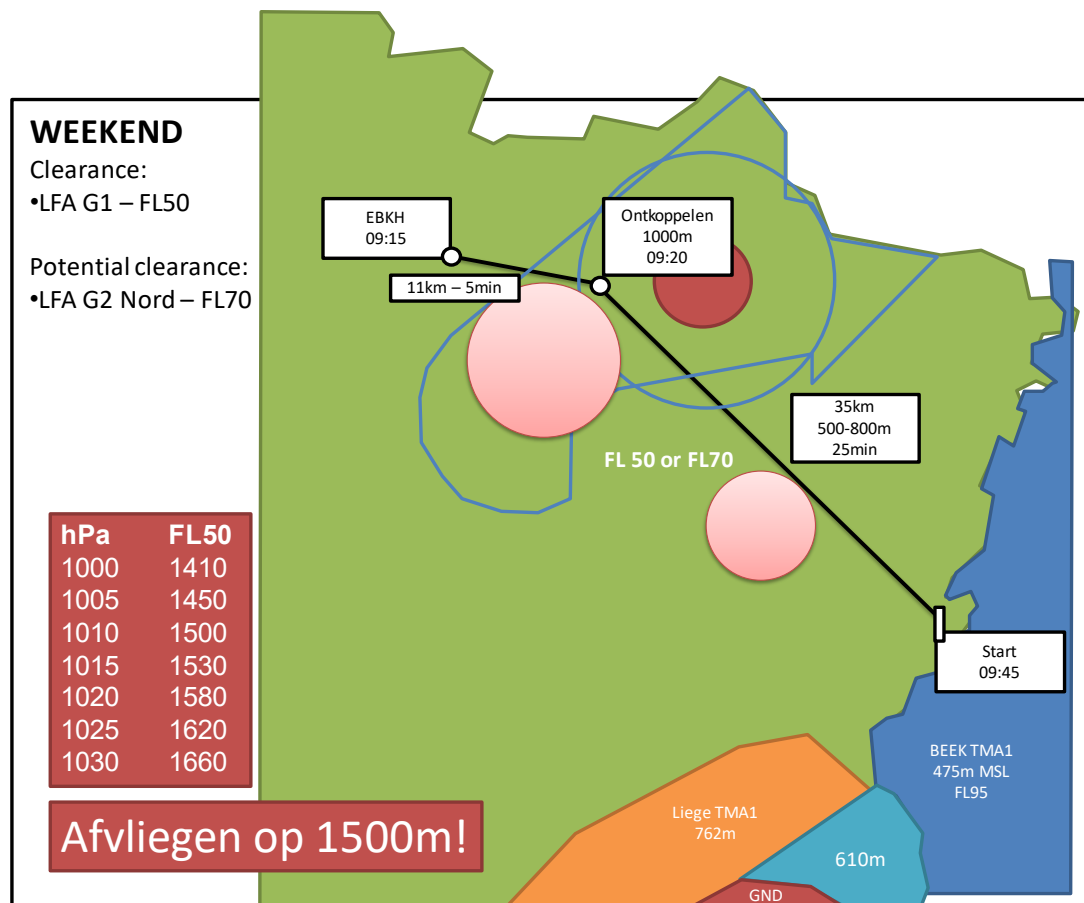 WEEKEND
Clearance:
•LFA G1 – FL50
Potential clearance:
•LFA G2 Nord – FL70
EBKH
09:15
11km – 5min
Ontkoppelen
1000m
09:20
35km
500-800m
25min
FL 50 or FL70
Start
09:45
hPa FL50
1000 1410
1005 1450
1010 1500
1015 1530
1020 1580
1025 1620
1030 1660
Afvliegen op 1500m!
BEEK TMA1
475m MSL
FL95
Liege TMA1
762m
610m
GND